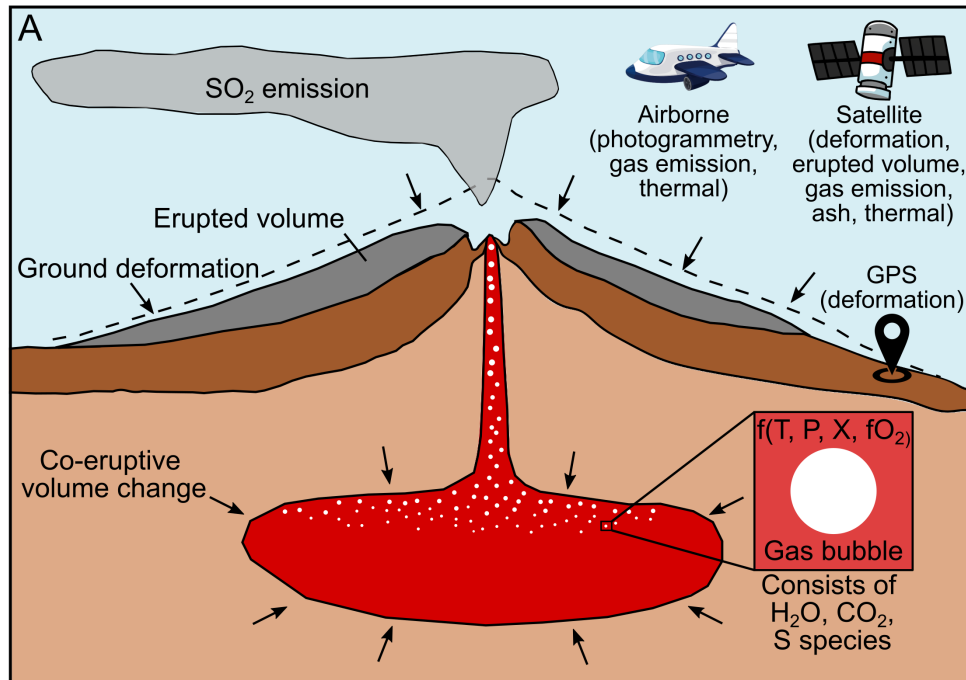 A
SO₂ emission
Airborne
(photogrammetry,
gas emission,
thermal)
Satellite
(deformation,
erupted volume,
gas emission,
ash, thermal)
Erupted volume
Ground deformation
GPS
(deformation)
Co-eruptive
volume change
f(T, P, X, fO₂)
Gas bubble
Consists of
H₂O, CO₂,
S species